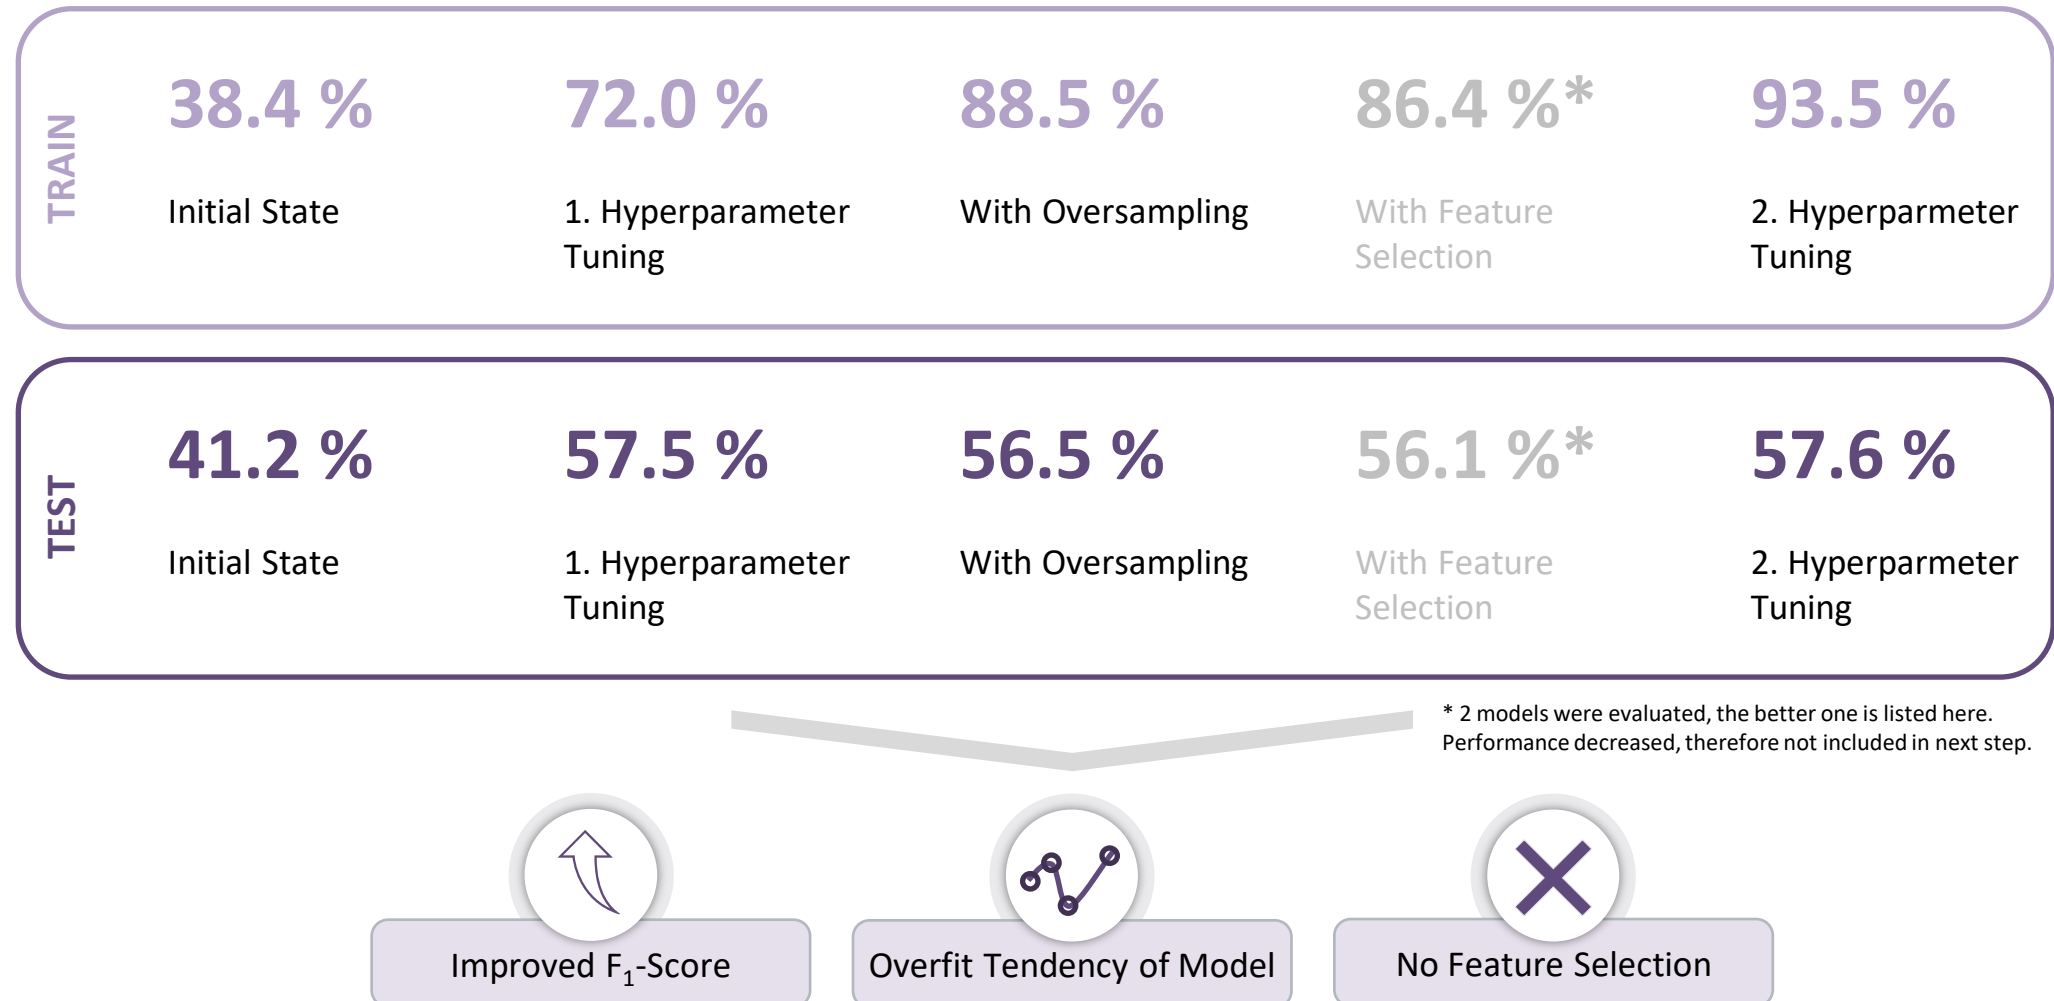 TRAIN
38.4 %
72.0 %
88.5 %
86.4 %*
93.5 %
Initial State
1. Hyperparameter
Tuning
With Oversampling
With Feature
Selection
2. Hyperparmeter
Tuning
TEST
41.2 %
57.5 %
56.5 %
56.1 %*
57.6 %
Initial State
1. Hyperparameter
Tuning
With Oversampling
With Feature
Selection
2. Hyperparmeter
Tuning
* 2 models were evaluated, the better one is listed here.
Performance decreased, therefore not included in next step.
Improved F₁-Score
Overfit Tendency of Model
No Feature Selection